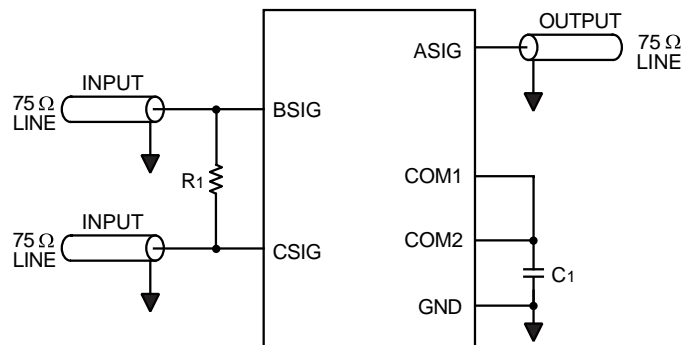 OUTPUT
ASIG
75 Ω
LINE
INPUT
75 Ω
LINE
BSIG
R1
COM1
INPUT
75 Ω
LINE
CSIG
COM2
C1
GND